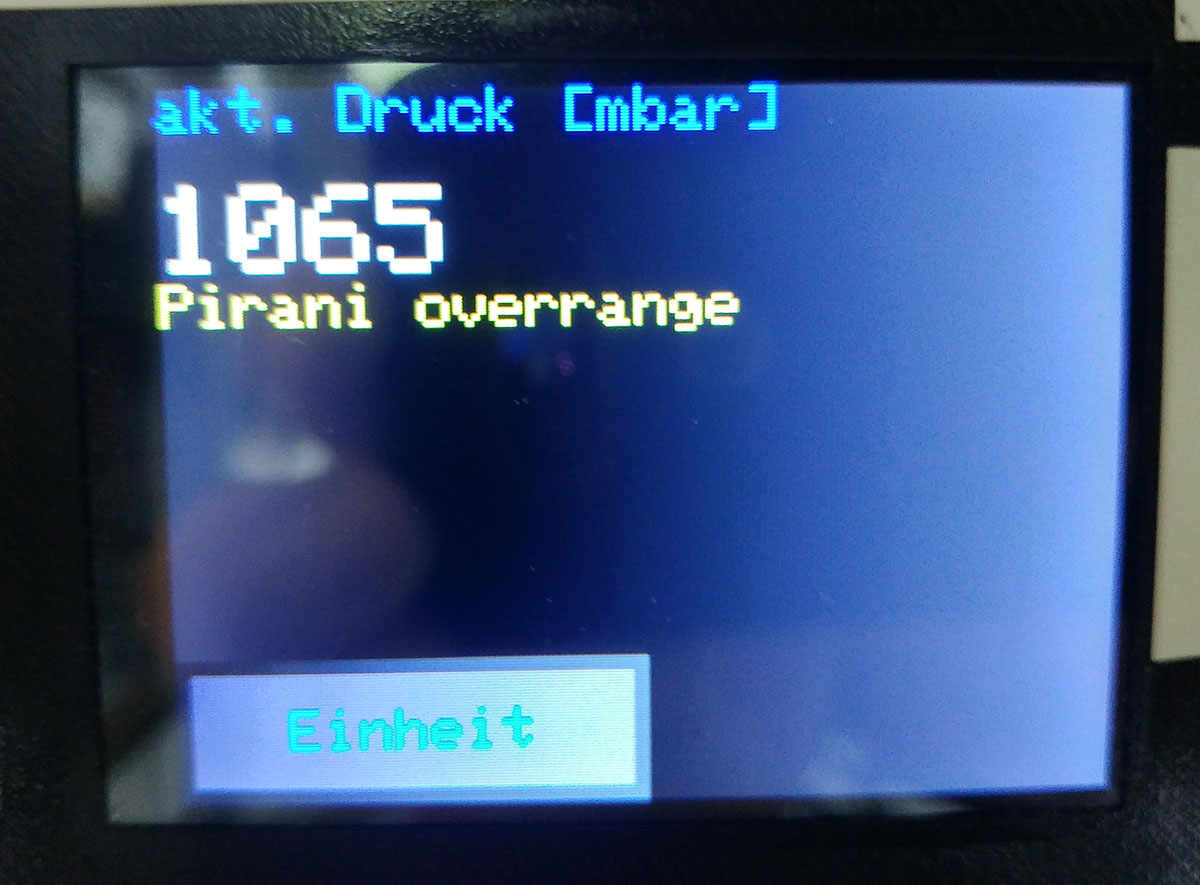 akt. Druck [mbar]
1065
Pirani overrange
Einheit